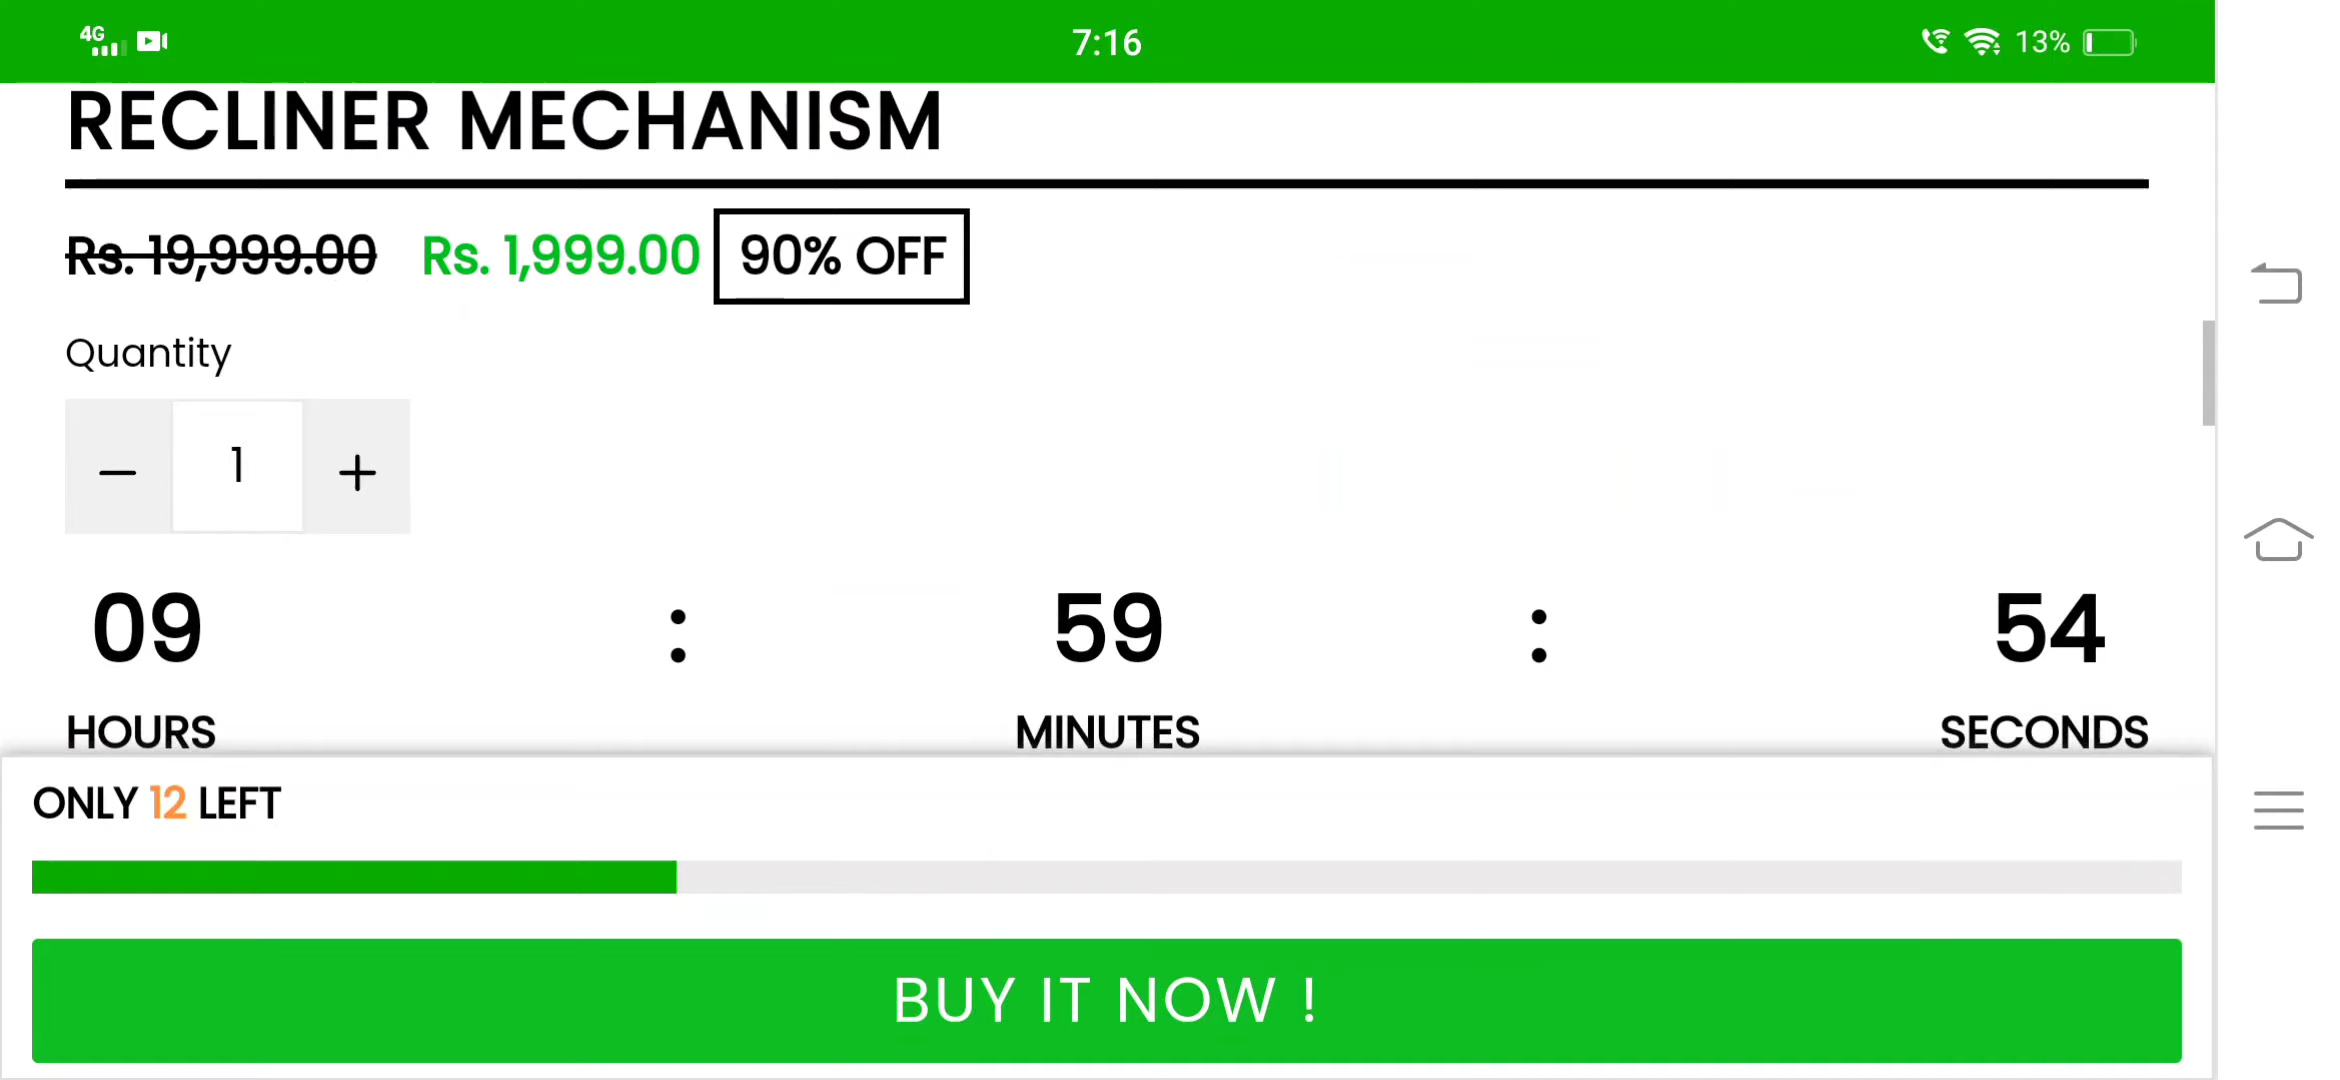 4G 7:16 13%
RECLINER MECHANISM
Rs. 19,999.00 Rs. 1,999.00 90% OFF
Quantity
− 1 +
09 : 59 : 54
HOURS MINUTES SECONDS
ONLY 12 LEFT
BUY IT NOW !